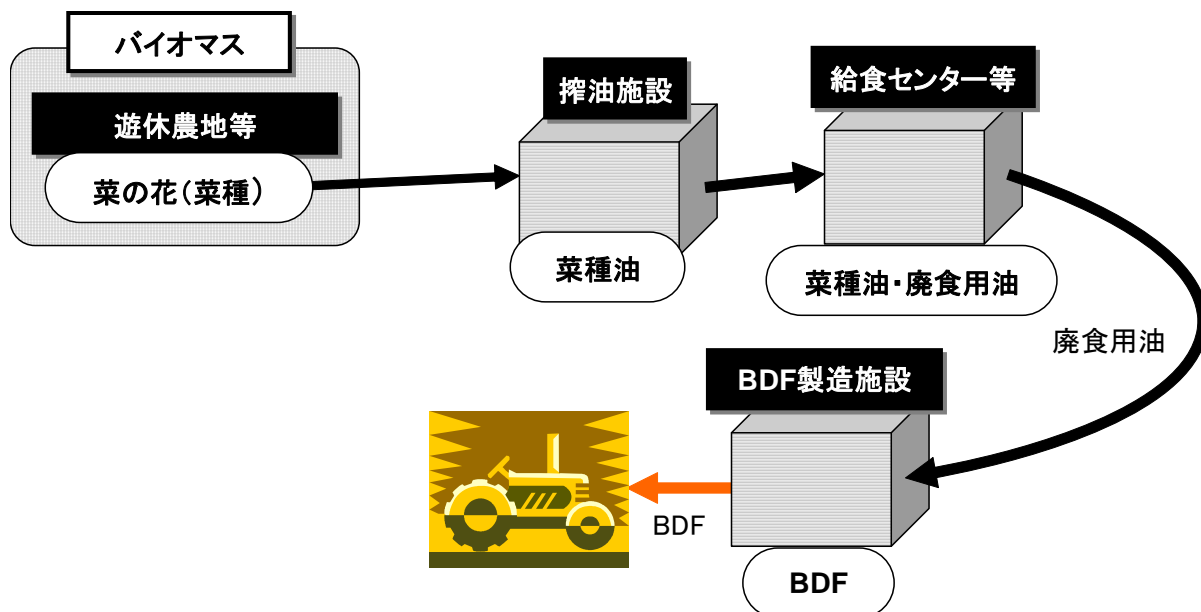 バイオマス
遊休農地等
菜の花(菜種)
搾油施設
菜種油
給食センター等
菜種油・廃食用油
廃食用油
BDF製造施設
BDF
BDF